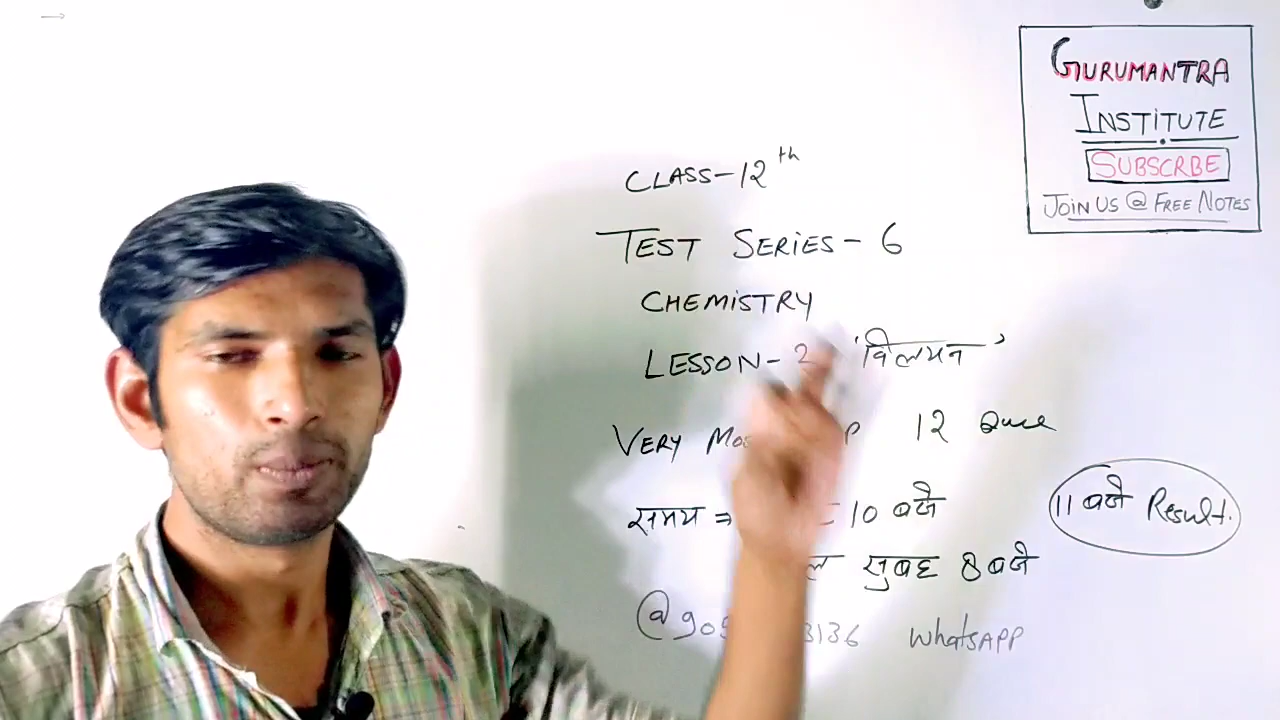 GURUMANTRA
INSTITUTE
SUBSCRBE
JOIN US @ FREE NOTES
CLASS-12th
TEST SERIES - 6
CHEMISTRY
LESSON - 2 'विलयन'
VERY 12
समय ⇒ 10 बजे
सुबह 8 बजे
11 बजे Result.
@ 3136 WhatsAPP